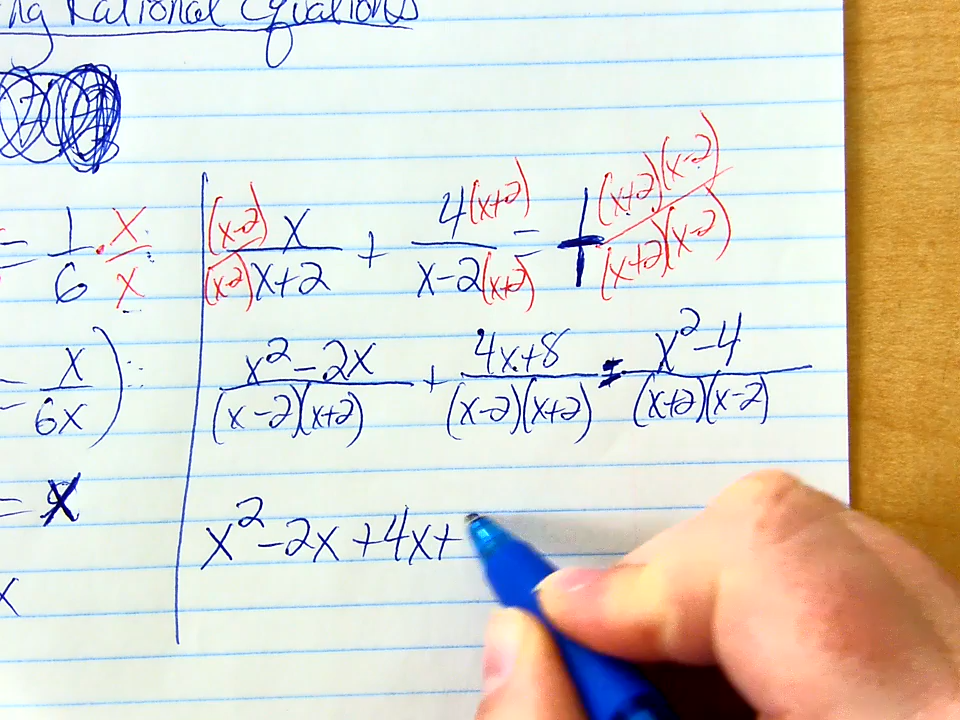 ng Rational Equations
= 1/6 · x/x
(x-2) x / (x-2) x+2 + 4 (x+2) / x-2 (x+2) = 1 (x+2)(x-2) / (x+2)(x-2)
= x/6x )
x² - 2x / (x-2)(x+2) + 4x+8 / (x-2)(x+2) = x²-4 / (x+2)(x-2)
= x
x² - 2x + 4x +
x